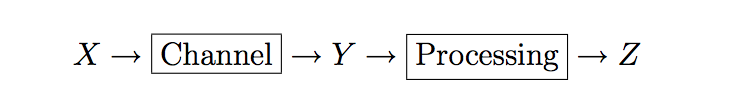 X → Channel → Y → Processing → Z